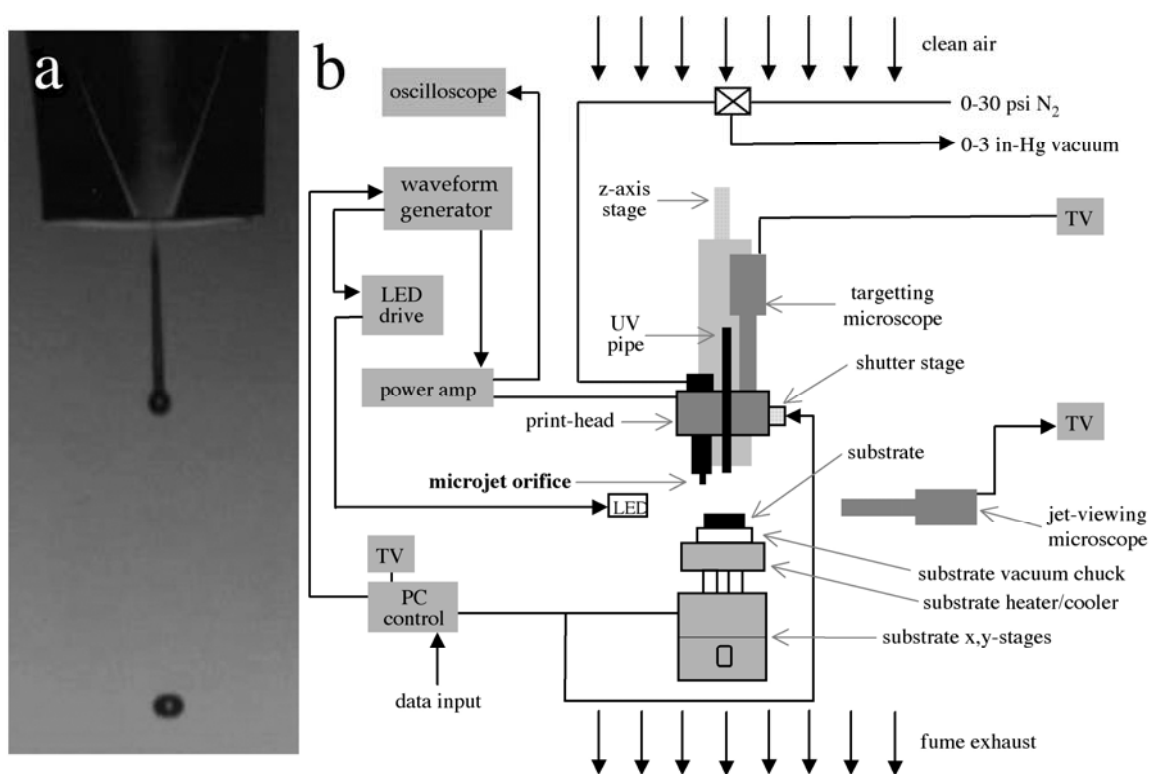 a
b
oscilloscope
clean air
0-30 psi N₂
0-3 in-Hg vacuum
waveform
generator
z-axis
stage
TV
LED
drive
targetting
microscope
UV
pipe
power amp
shutter stage
print-head
TV
substrate
microjet orifice
LED
jet-viewing
microscope
TV
substrate vacuum chuck
PC
control
substrate heater/cooler
substrate x,y-stages
data input
fume exhaust